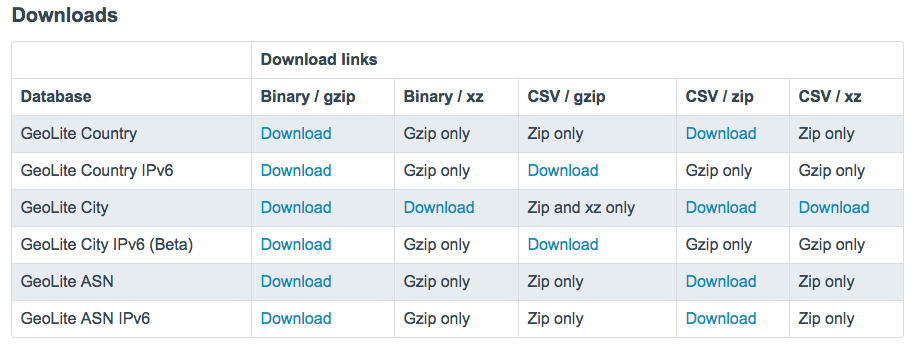 Downloads
Download links
Database Binary / gzip Binary / xz CSV / gzip CSV / zip CSV / xz
GeoLite Country Download Gzip only Zip only Download Zip only
GeoLite Country IPv6 Download Gzip only Download Gzip only Gzip only
GeoLite City Download Download Zip and xz only Download Download
GeoLite City IPv6 (Beta) Download Gzip only Download Gzip only Gzip only
GeoLite ASN Download Gzip only Zip only Download Zip only
GeoLite ASN IPv6 Download Gzip only Zip only Download Zip only